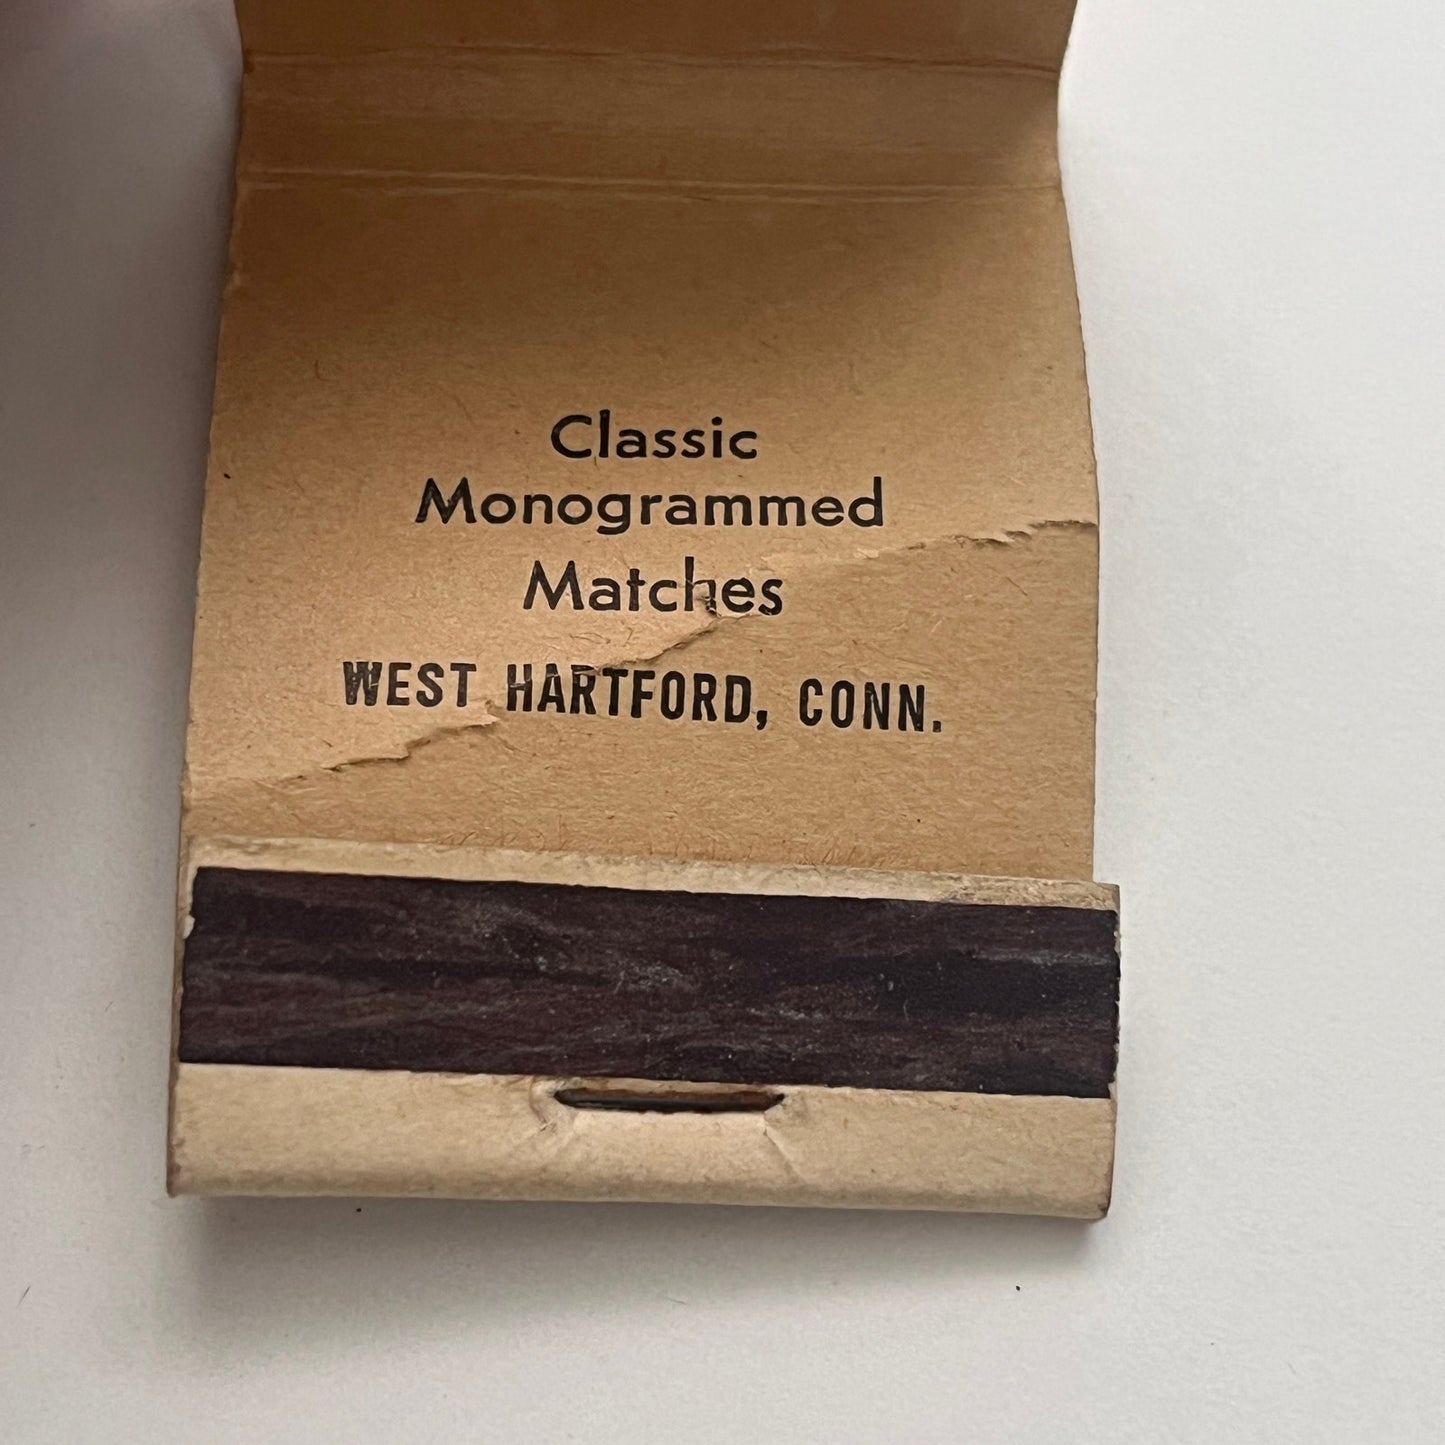 Classic
Monogrammed
Matches
WEST HARTFORD, CONN.